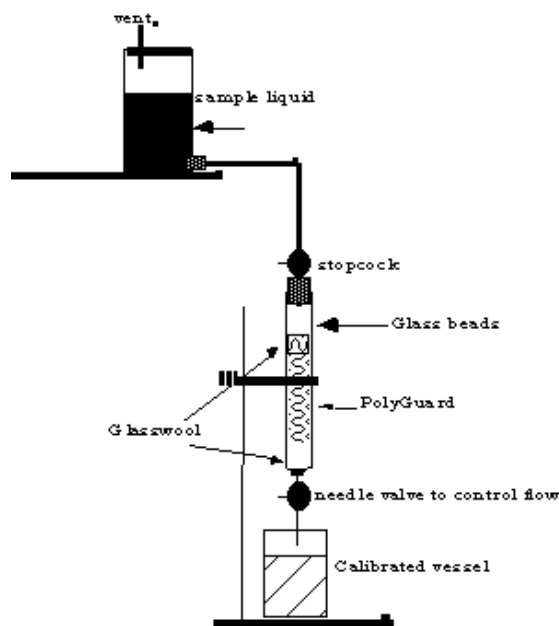 vent.
sample liquid
stopcock
Glass beads
PolyGuard
Glasswool
needle valve to control flow
Calibrated vessel